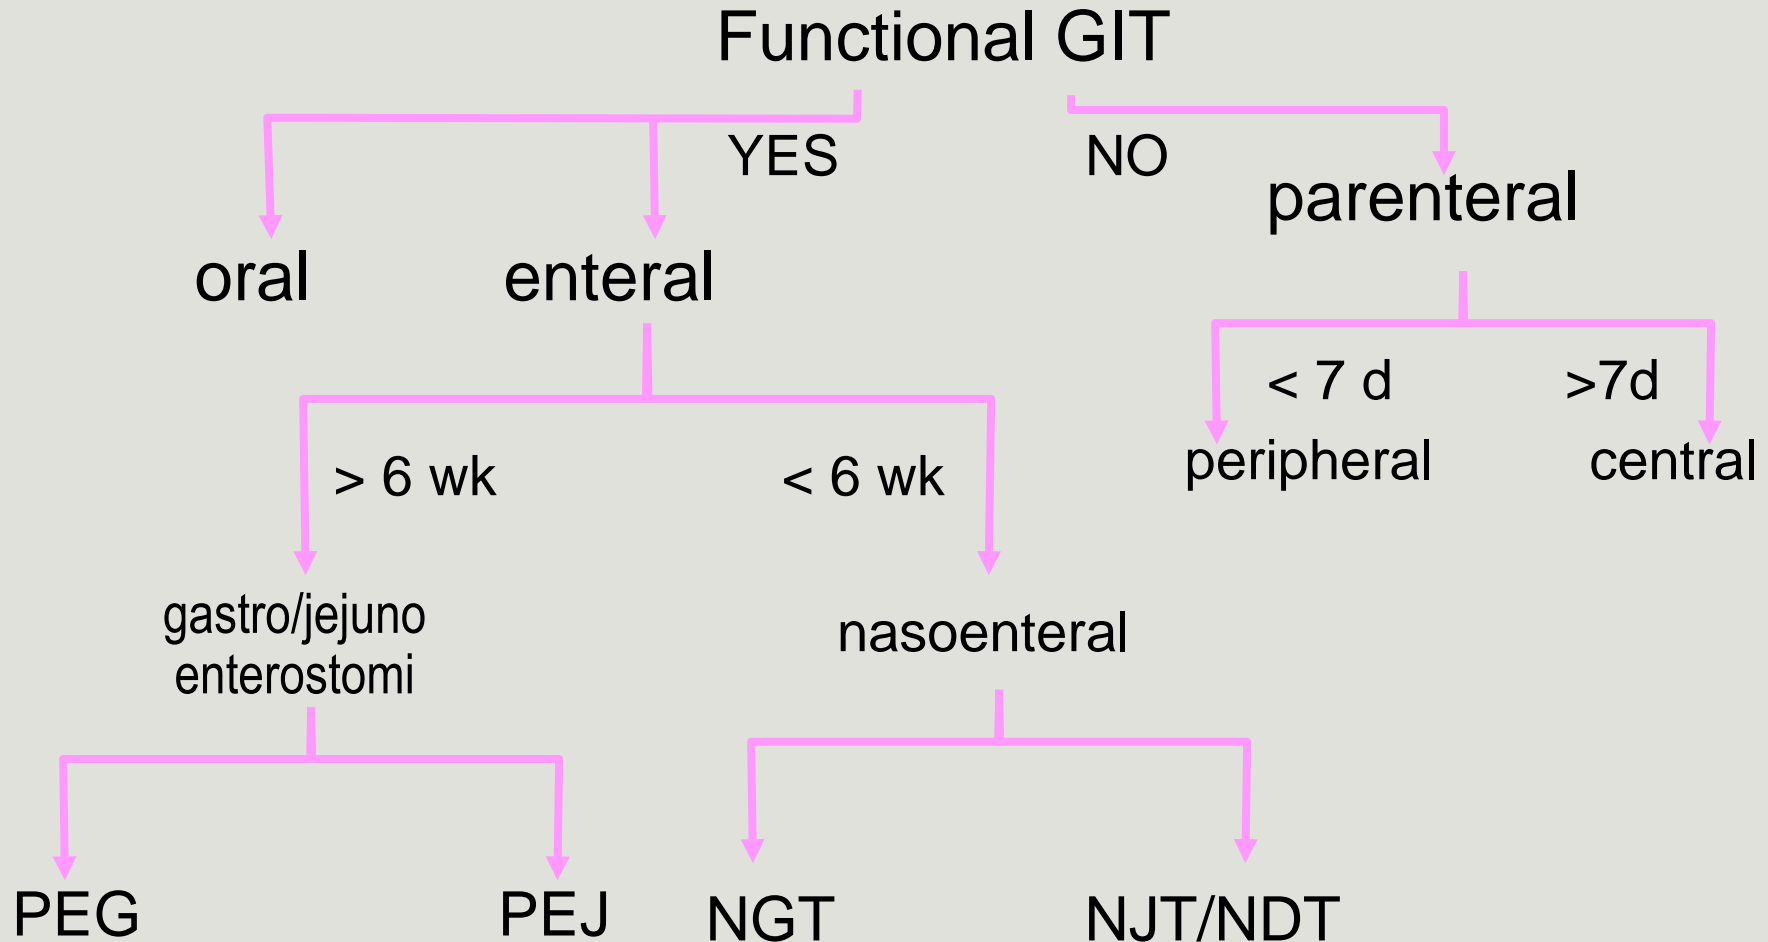 Functional GIT
YES
NO
parenteral
oral
enteral
< 7 d
>7d
peripheral
central
> 6 wk
< 6 wk
gastro/jejuno
enterostomi
nasoenteral
PEG
PEJ
NGT
NJT/NDT